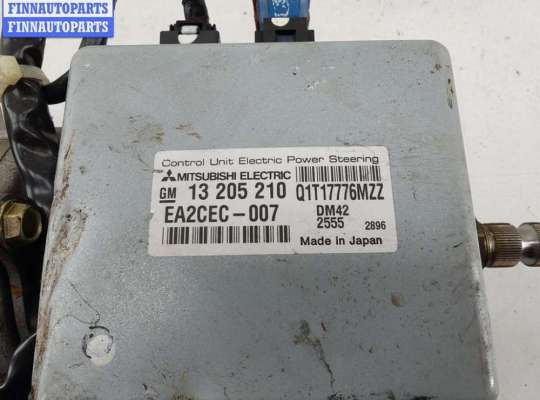 FINNAUTOPARTS
FINNAUTOPARTS
FINNAUTOPARTS
Control Unit Electric Power Steering
MITSUBISHI ELECTRIC
GM 13 205 210 Q1T17776MZZ
EA2CEC-007 DM42
2555 2896
Made in Japan